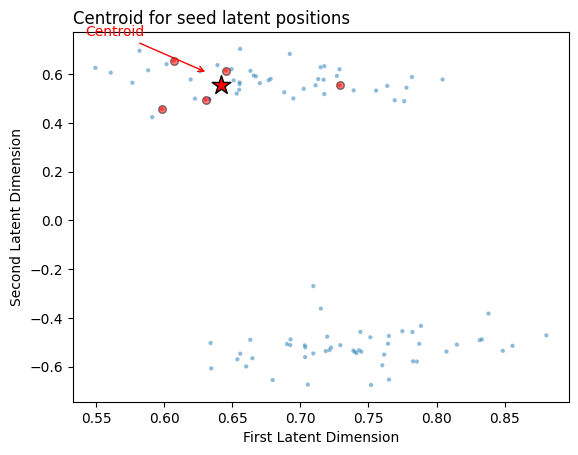 Centroid for seed latent positions
Centroid
0.6
0.4
0.2
0.0
−0.2
−0.4
−0.6
Second Latent Dimension
0.55 0.60 0.65 0.70 0.75 0.80 0.85
First Latent Dimension